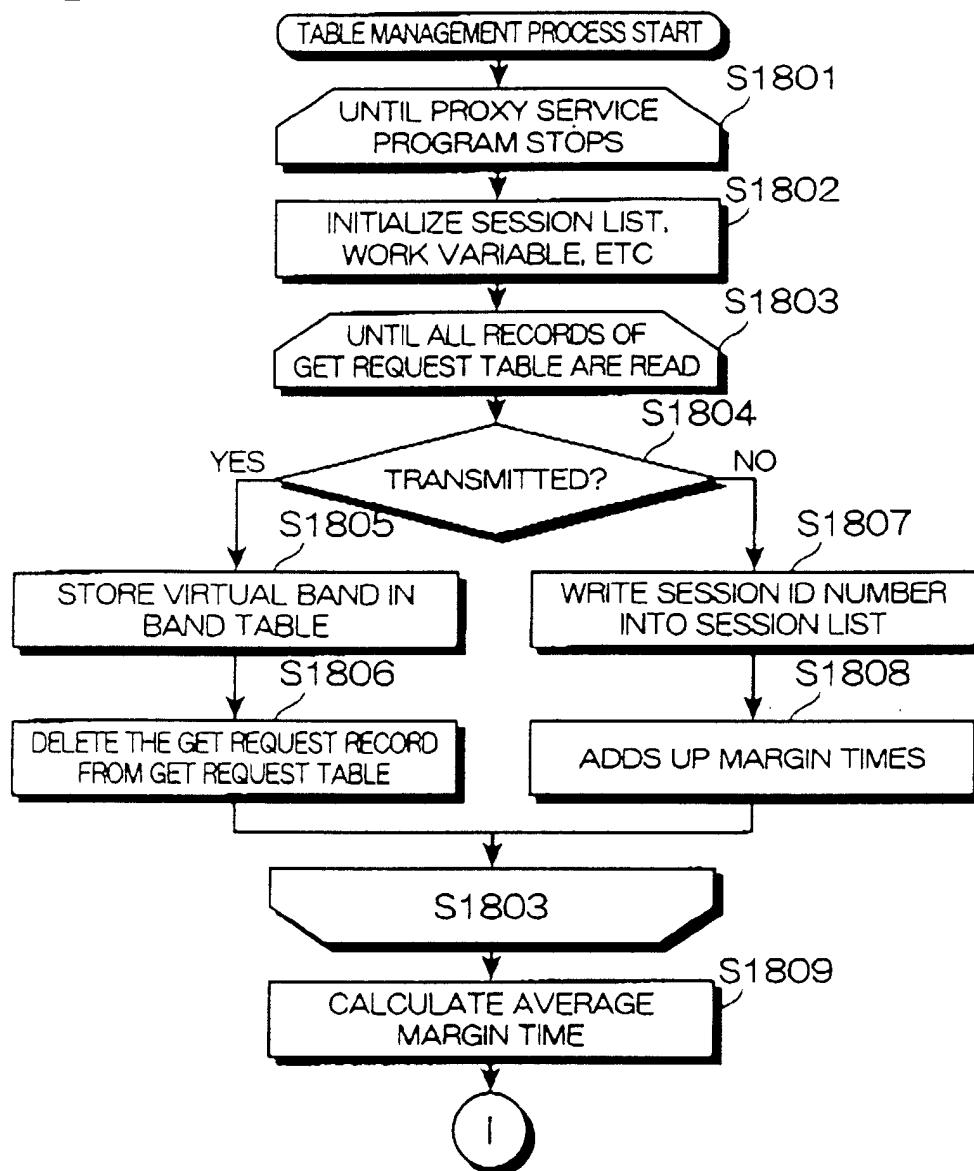 TABLE MANAGEMENT PROCESS START
S1801
UNTIL PROXY SERVICE
PROGRAM STOPS
S1802
INITIALIZE SESSION LIST,
WORK VARIABLE, ETC
S1803
UNTIL ALL RECORDS OF
GET REQUEST TABLE ARE READ
S1804
YES
TRANSMITTED?
NO
S1805
STORE VIRTUAL BAND IN
BAND TABLE
S1806
DELETE THE GET REQUEST RECORD
FROM GET REQUEST TABLE
S1807
WRITE SESSION ID NUMBER
INTO SESSION LIST
S1808
ADDS UP MARGIN TIMES
S1803
S1809
CALCULATE AVERAGE
MARGIN TIME
I